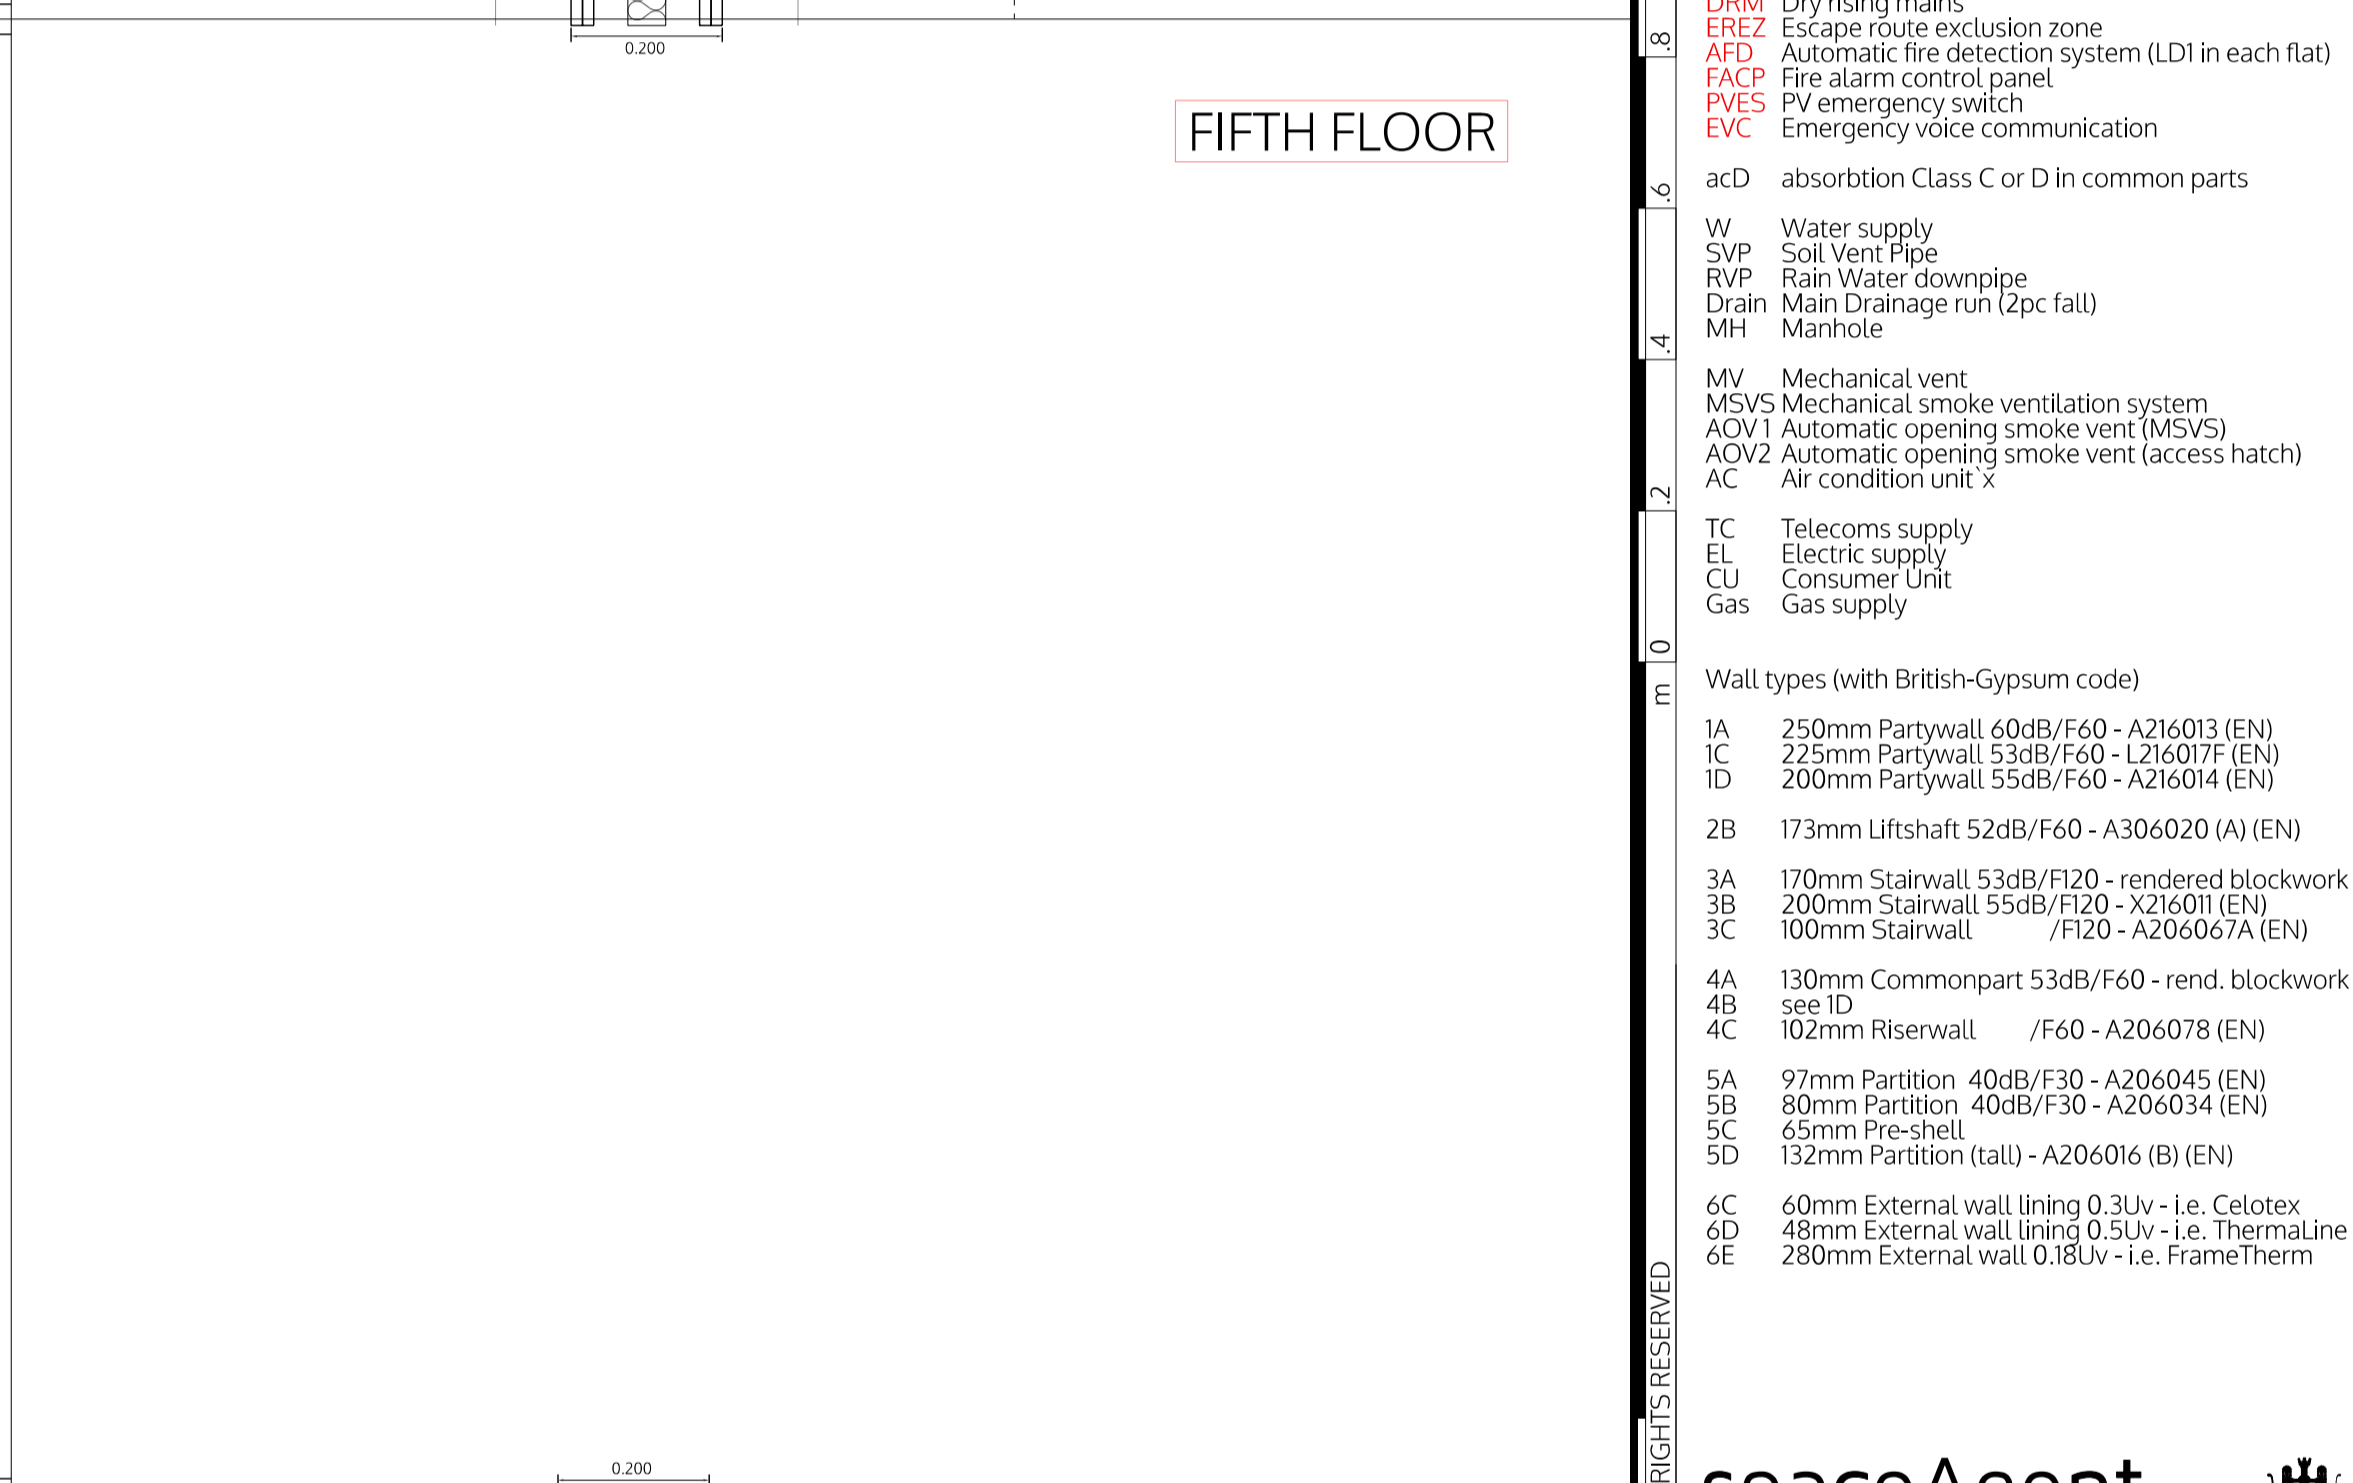 0.200
FIFTH FLOOR
0.200
.8
.6
.4
.2
0
m
RIGHTS RESERVED
DRM Dry rising mains
EREZ Escape route exclusion zone
AFD Automatic fire detection system (LD1 in each flat)
FACP Fire alarm control panel
PVES PV emergency switch
EVC Emergency voice communication
acD absorbtion Class C or D in common parts
W Water supply
SVP Soil Vent Pipe
RVP Rain Water downpipe
Drain Main Drainage run (2pc fall)
MH Manhole
MV Mechanical vent
MSVS Mechanical smoke ventilation system
AOV1 Automatic opening smoke vent (MSVS)
AOV2 Automatic opening smoke vent (access hatch)
AC Air condition unit`x
TC Telecoms supply
EL Electric supply
CU Consumer Unit
Gas Gas supply
Wall types (with British-Gypsum code)
1A 250mm Partywall 60dB/F60 - A216013 (EN)
1C 225mm Partywall 53dB/F60 - L216017F (EN)
1D 200mm Partywall 55dB/F60 - A216014 (EN)
2B 173mm Liftshaft 52dB/F60 - A306020 (A) (EN)
3A 170mm Stairwall 53dB/F120 - rendered blockwork
3B 200mm Stairwall 55dB/F120 - X216011 (EN)
3C 100mm Stairwall /F120 - A206067A (EN)
4A 130mm Commonpart 53dB/F60 - rend. blockwork
4B see 1D
4C 102mm Riserwall /F60 - A206078 (EN)
5A 97mm Partition 40dB/F30 - A206045 (EN)
5B 80mm Partition 40dB/F30 - A206034 (EN)
5C 65mm Pre-shell
5D 132mm Partition (tall) - A206016 (B) (EN)
6C 60mm External wall lining 0.3Uv - i.e. Celotex
6D 48mm External wall lining 0.5Uv - i.e. ThermaLine
6E 280mm External wall 0.18Uv - i.e. FrameTherm
spaceAgent